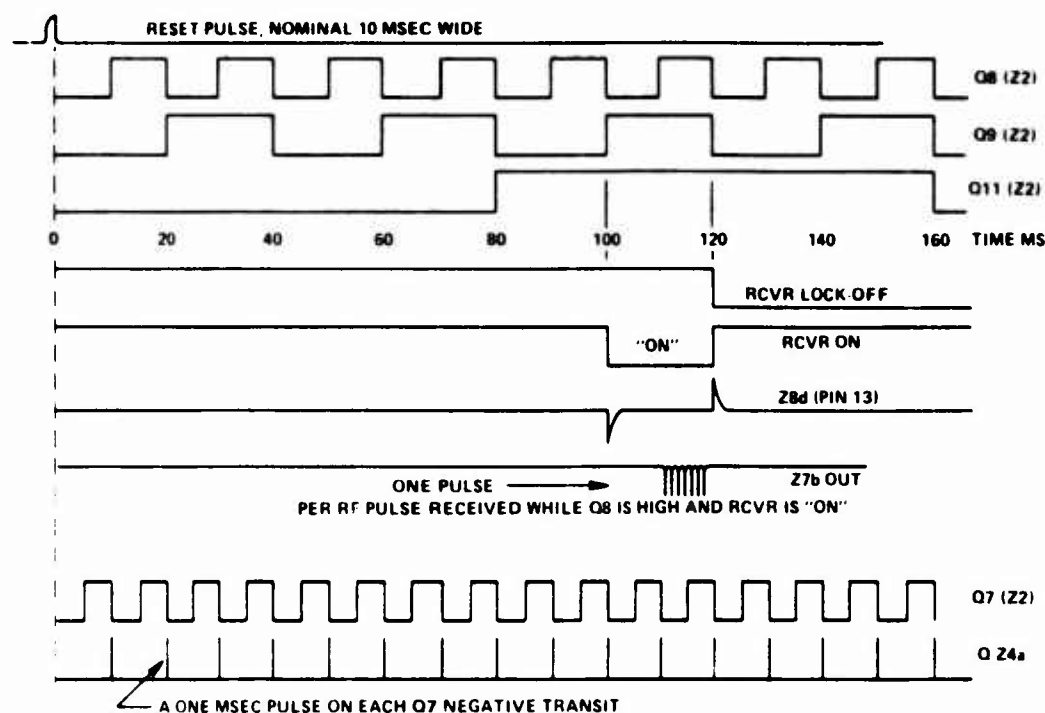 RESET PULSE, NOMINAL 10 MSEC WIDE
Q8 (Z2)
Q9 (Z2)
Q11 (Z2)
0 20 40 60 80 100 120 140 160 TIME MS
RCVR LOCK-OFF
"ON" RCVR ON
Z8d (PIN 13)
Z7b OUT
ONE PULSE
PER RF PULSE RECEIVED WHILE Q8 IS HIGH AND RCVR IS "ON"
Q7 (Z2)
Q Z4a
A ONE MSEC PULSE ON EACH Q7 NEGATIVE TRANSIT